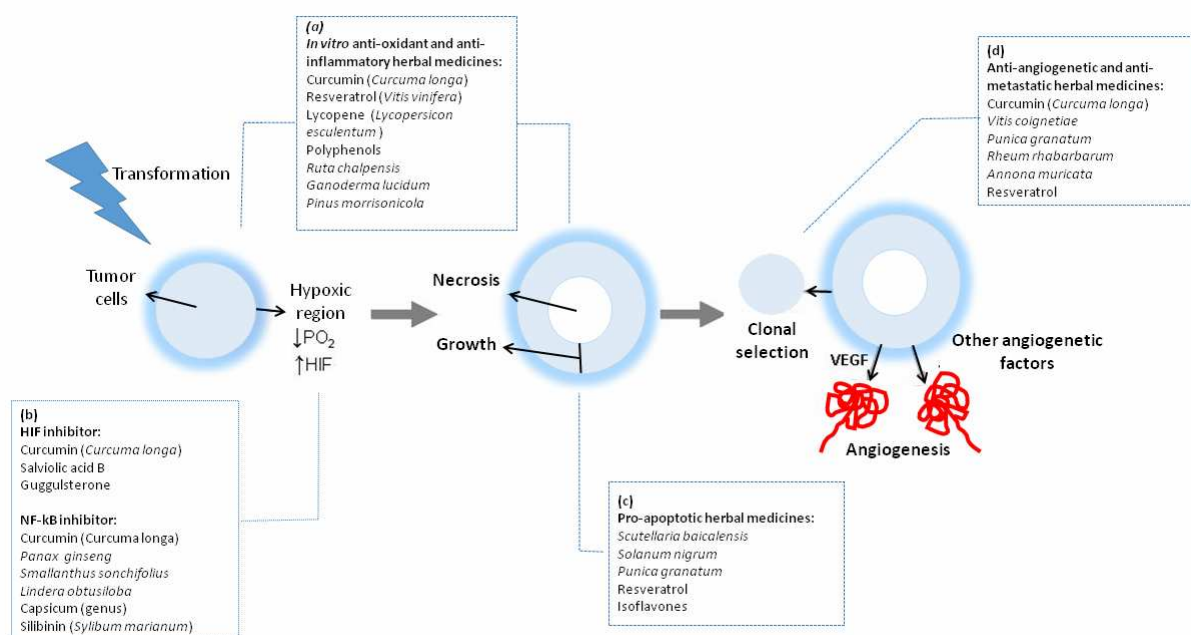 (a)
In vitro anti-oxidant and anti-
inflammatory herbal medicines:
Curcumin (Curcuma longa)
Resveratrol (Vitis vinifera)
Lycopene (Lycopersicon
esculentum )
Polyphenols
Ruta chalpensis
Ganoderma lucidum
Pinus morrisonicola
(d)
Anti-angiogenetic and anti-
metastatic herbal medicines:
Curcumin (Curcuma longa)
Vitis coignetiae
Punica granatum
Rheum rhabarbarum
Annona muricata
Resveratrol
Transformation
Tumor
cells
Hypoxic
region
↓PO₂
↑HIF
Necrosis
Growth
Clonal
selection
VEGF
Other angiogenetic
factors
Angiogenesis
(b)
HIF inhibitor:
Curcumin (Curcuma longa)
Salviolic acid B
Guggulsterone
NF-kB inhibitor:
Curcumin (Curcuma longa)
Panax ginseng
Smallanthus sonchifolius
Lindera obtusiloba
Capsicum (genus)
Silibinin (Sylibum marianum)
(c)
Pro-apoptotic herbal medicines:
Scutellaria baicalensis
Solanum nigrum
Punica granatum
Resveratrol
Isoflavones